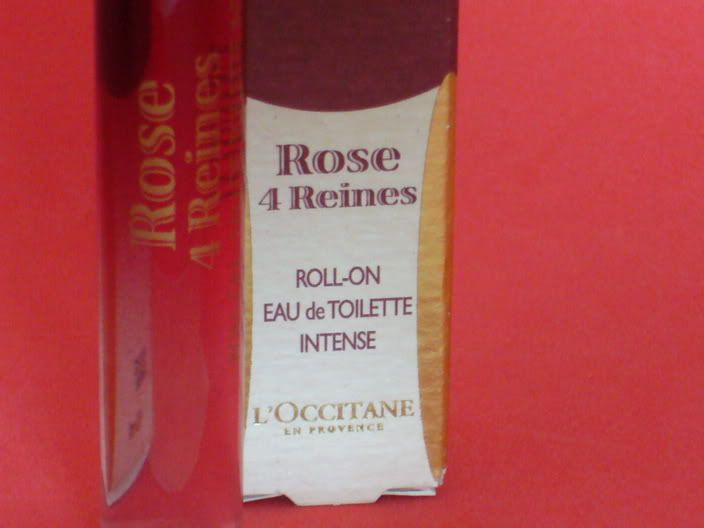 Rose
4 Reines
Rose
4 Reines
ROLL-ON
EAU de TOILETTE
INTENSE
L'OCCITANE
EN PROVENCE